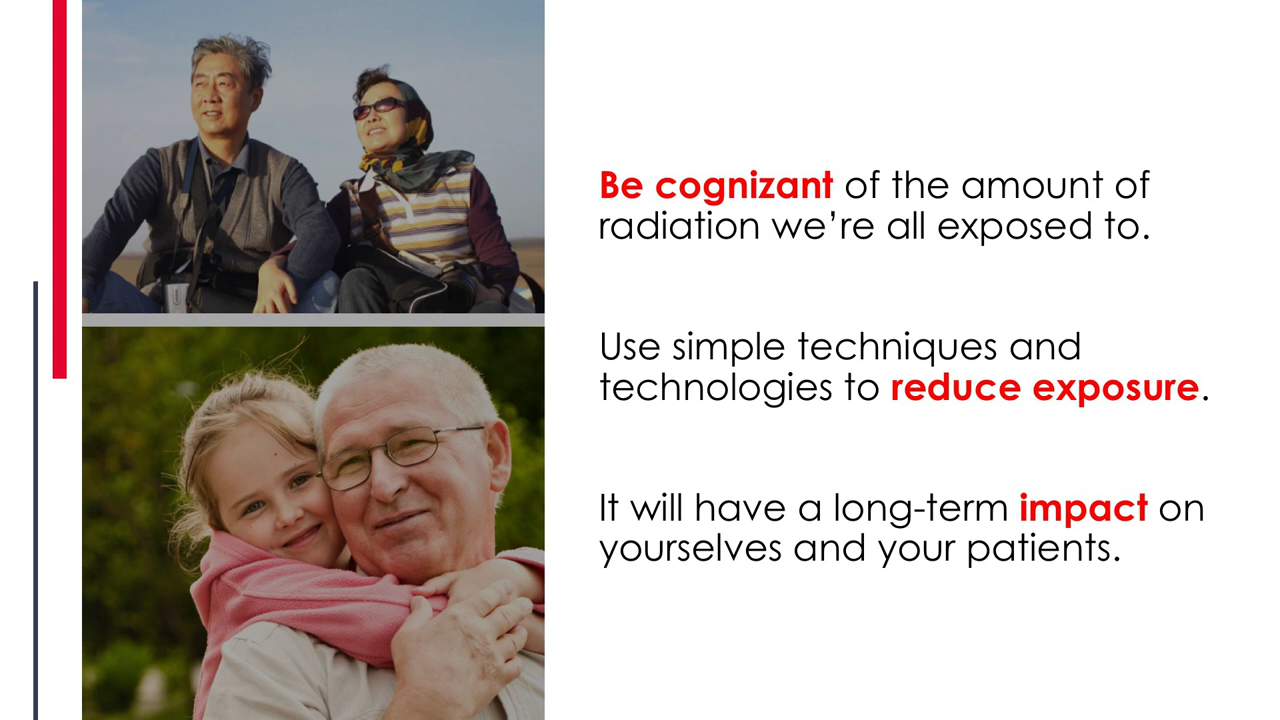 Be cognizant of the amount of
radiation we’re all exposed to.
Use simple techniques and
technologies to reduce exposure.
It will have a long-term impact on
yourselves and your patients.